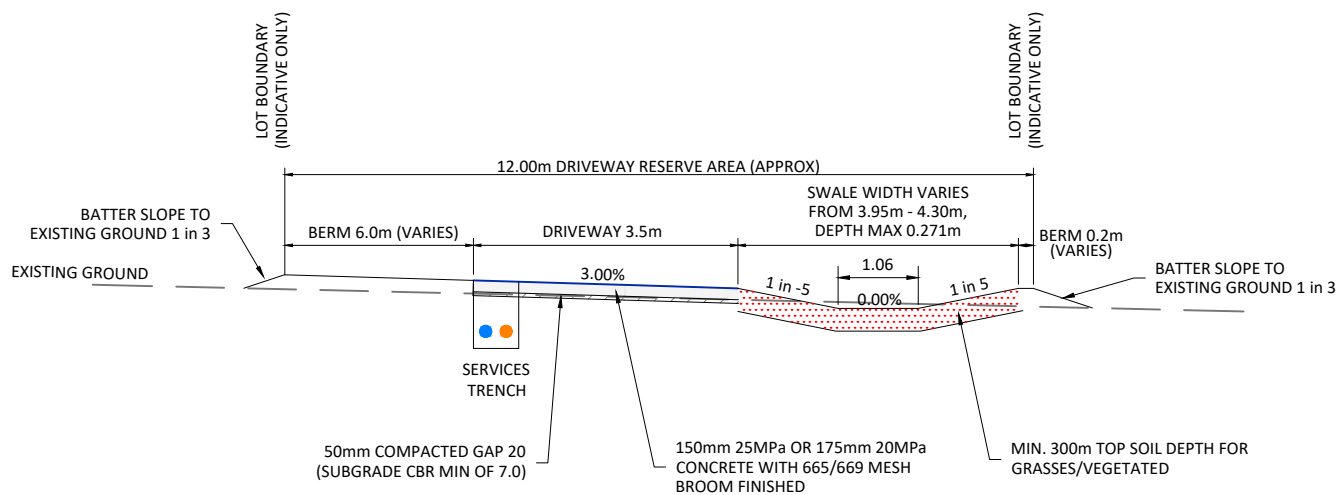 LOT BOUNDARY
(INDICATIVE ONLY)
LOT BOUNDARY
(INDICATIVE ONLY)
12.00m DRIVEWAY RESERVE AREA (APPROX)
BATTER SLOPE TO
EXISTING GROUND 1 in 3
BERM 6.0m (VARIES)
DRIVEWAY 3.5m
SWALE WIDTH VARIES
FROM 3.95m - 4.30m,
DEPTH MAX 0.271m
BERM 0.2m
(VARIES)
EXISTING GROUND
3.00%
1 in -5
1.06
0.00%
1 in 5
BATTER SLOPE TO
EXISTING GROUND 1 in 3
SERVICES
TRENCH
50mm COMPACTED GAP 20
(SUBGRADE CBR MIN OF 7.0)
150mm 25MPa OR 175mm 20MPa
CONCRETE WITH 665/669 MESH
BROOM FINISHED
MIN. 300m TOP SOIL DEPTH FOR
GRASSES/VEGETATED